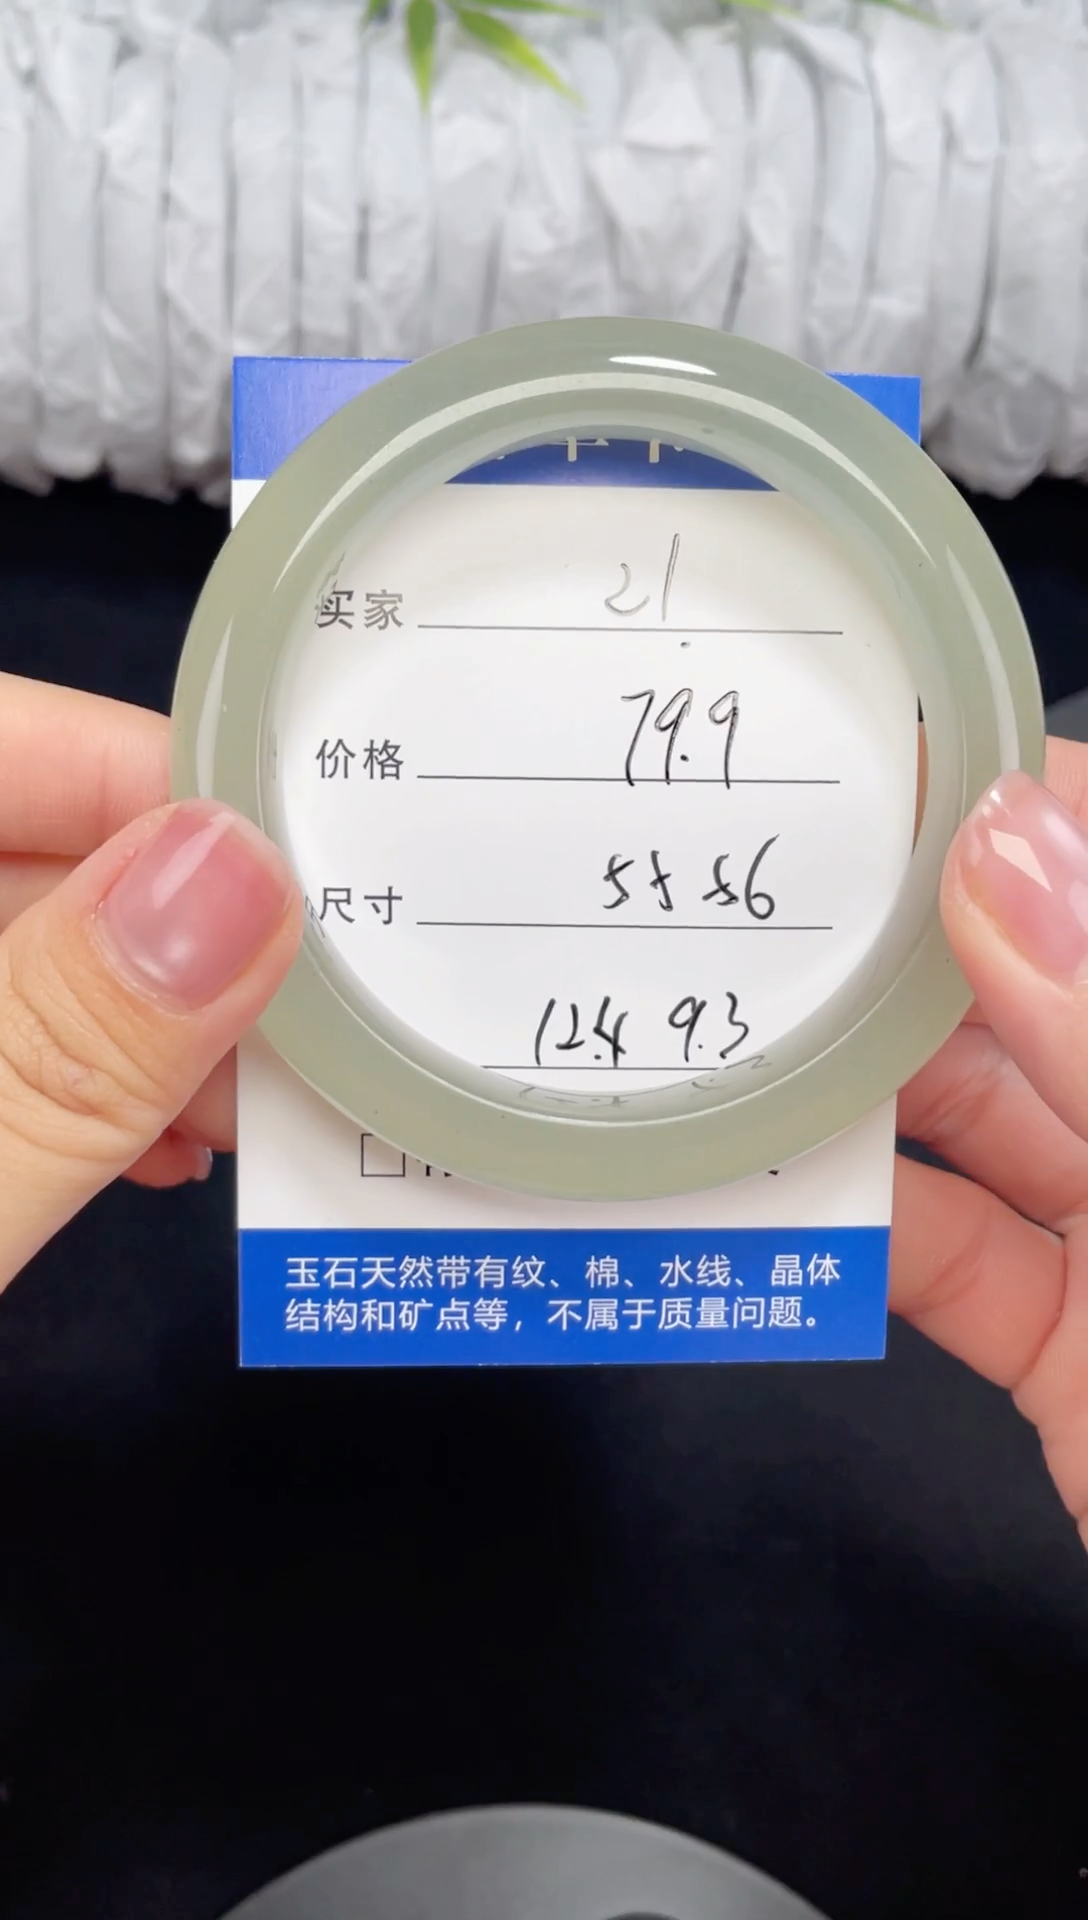 买家 21
价格 79.9
尺寸 55 56
12.4 9.3
玉石天然带有纹、棉、水线、晶体
结构和矿点等，不属于质量问题。